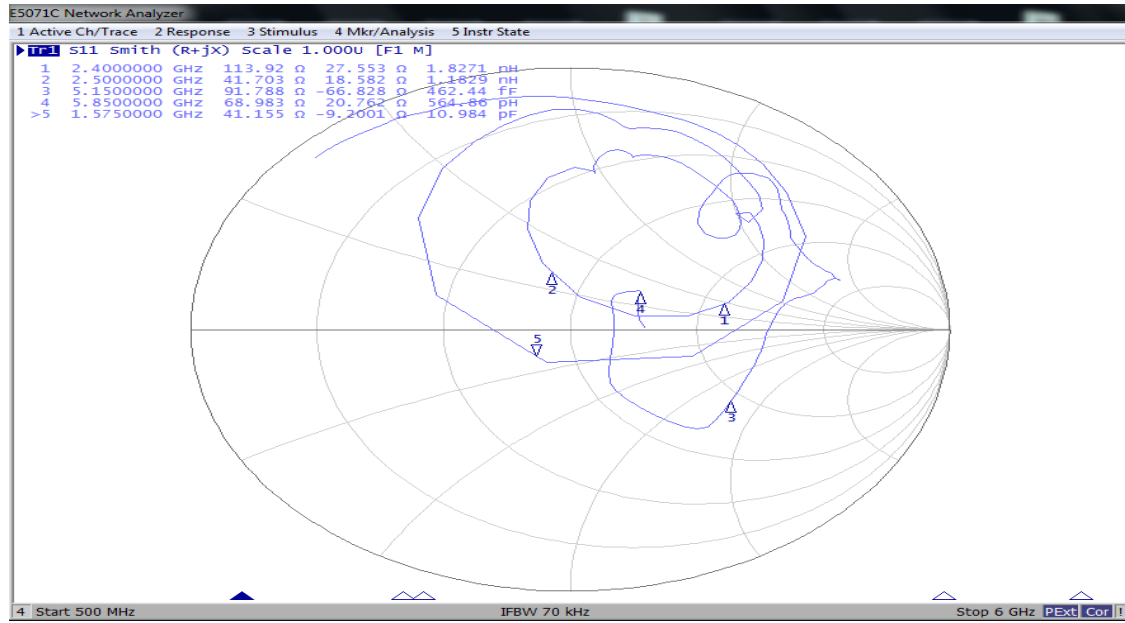 E5071C Network Analyzer
1 Active Ch/Trace 2 Response 3 Stimulus 4 Mkr/Analysis 5 Instr State
Tr1 S11 Smith (R+jX) Scale 1.000U [F1 M]
1 2.4000000 GHz 113.92 Ω 27.553 Ω 1.8271 nH
2 2.5000000 GHz 41.703 Ω 18.582 Ω 1.1829 nH
3 5.1500000 GHz 91.788 Ω -66.828 Ω 462.44 fF
4 5.8500000 GHz 68.983 Ω 20.762 Ω 564.86 pH
>5 1.5750000 GHz 41.155 Ω -9.2001 Ω 10.984 pF
2
4
1
5
3
4 Start 500 MHz IFBW 70 kHz Stop 6 GHz PExt Cor !